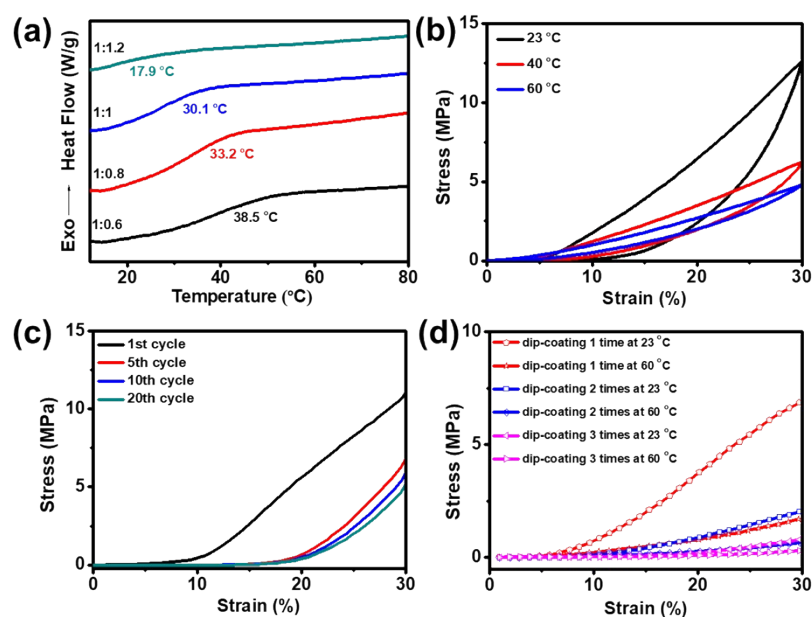 (a)
Exo → Heat Flow (W/g)
1:1.2
17.9 °C
1:1
30.1 °C
1:0.8
33.2 °C
1:0.6
38.5 °C
20 40 60 80
Temperature (°C)
(b)
Stress (MPa)
15
10
5
0
23 °C
40 °C
60 °C
0 10 20 30
Strain (%)
(c)
Stress (MPa)
15
10
5
0
1st cycle
5th cycle
10th cycle
20th cycle
0 10 20 30
Strain (%)
(d)
Stress (MPa)
10
5
0
dip-coating 1 time at 23 °C
dip-coating 1 time at 60 °C
dip-coating 2 times at 23 °C
dip-coating 2 times at 60 °C
dip-coating 3 times at 23 °C
dip-coating 3 times at 60 °C
0 10 20 30
Strain (%)